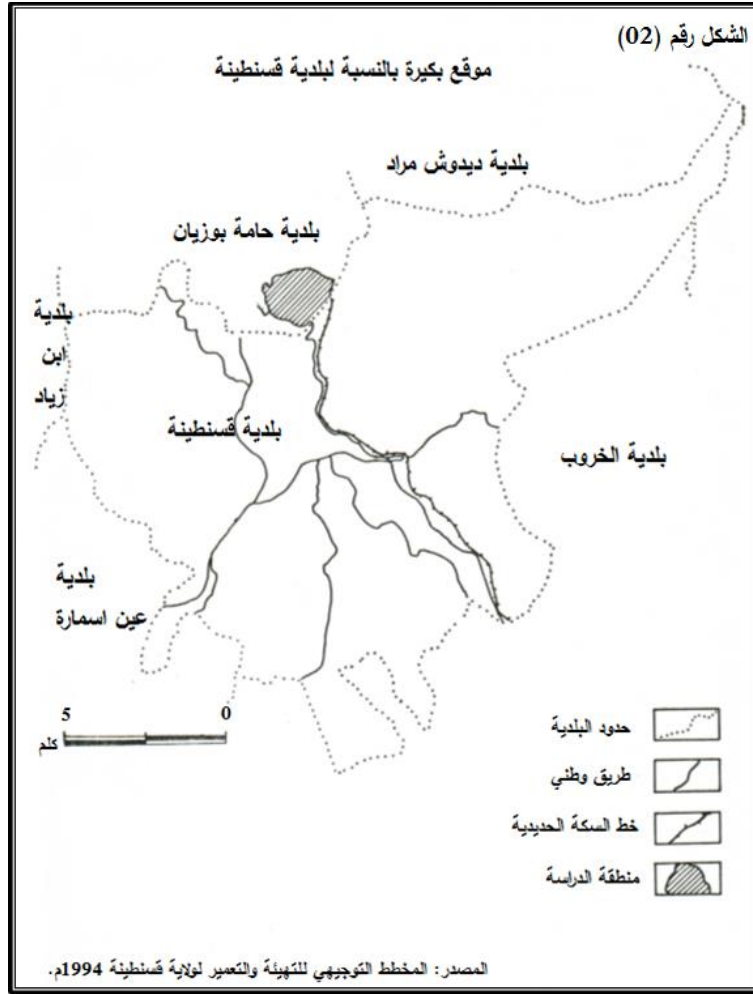 الشكل رقم (02)
موقع بكيرة بالنسبة لبلدية قسنطينة
بلدية ديدوش مراد
بلدية حامة بوزيان
بلدية
ابن
زياد
بلدية قسنطينة
بلدية الخروب
بلدية
عين اسمارة
5 0
كلم
حدود البلدية
طريق وطني
خط السكة الحديدية
منطقة الدراسة
المصدر: المخطط التوجيهي للتهيئة والتعمير لولاية قسنطينة 1994م.